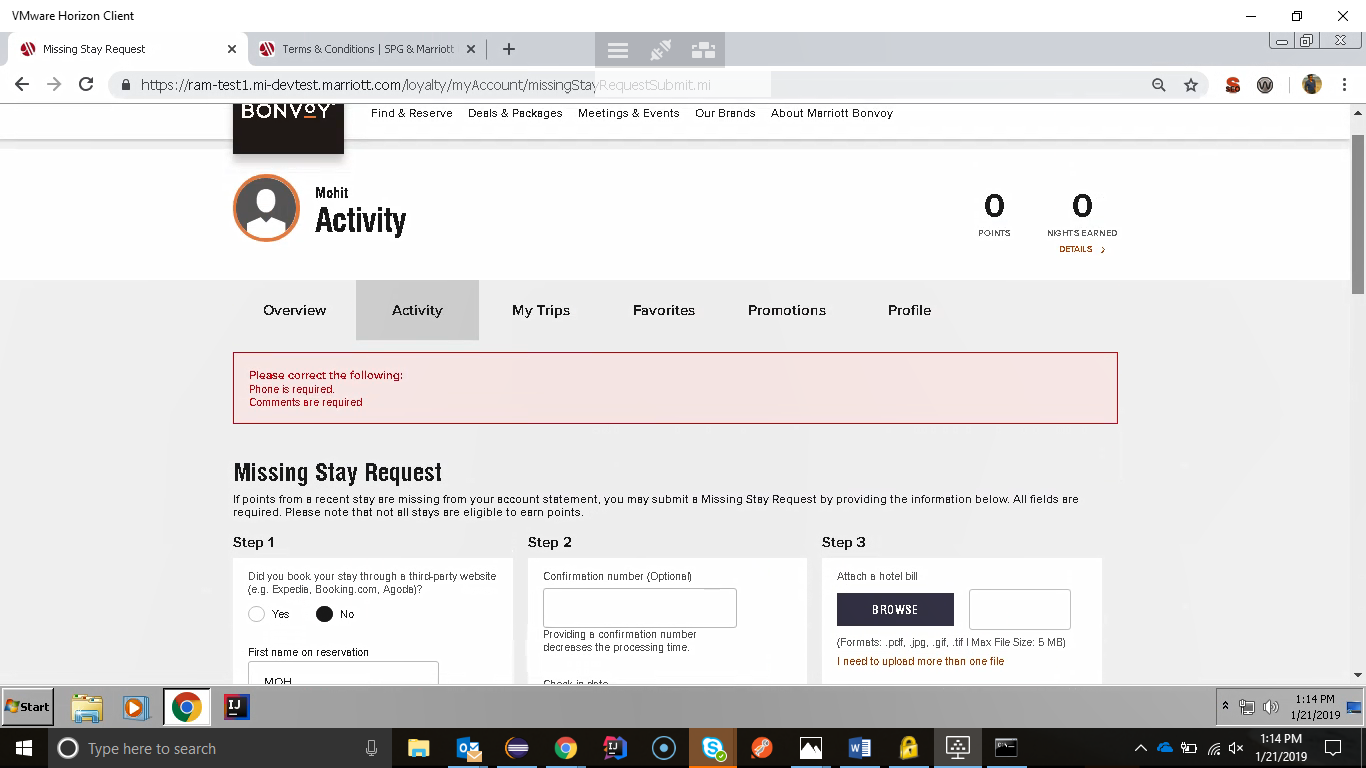 VMware Horizon Client
Missing Stay Request
Terms & Conditions | SPG & Marriott
https://ram-test1.mi-devtest.marriott.com/loyalty/myAccount/missingStayRequestSubmit.mi
BONVOY
Find & Reserve Deals & Packages Meetings & Events Our Brands About Marriott Bonvoy
Mohit
Activity
0
POINTS
0
NIGHTS EARNED
DETAILS
Overview Activity My Trips Favorites Promotions Profile
Please correct the following:
Phone is required.
Comments are required
Missing Stay Request
If points from a recent stay are missing from your account statement, you may submit a Missing Stay Request by providing the information below. All fields are
required. Please note that not all stays are eligible to earn points.
Step 1
Did you book your stay through a third-party website
(e.g. Expedia, Booking.com, Agoda)?
Yes No
First name on reservation
MOH
Step 2
Confirmation number (Optional)
Providing a confirmation number
decreases the processing time.
Check-in date
Step 3
Attach a hotel bill
BROWSE
(Formats: .pdf, .jpg, .gif, .tif | Max File Size: 5 MB)
I need to upload more than one file
Start
1:14 PM
1/21/2019
Type here to search
1:14 PM
1/21/2019